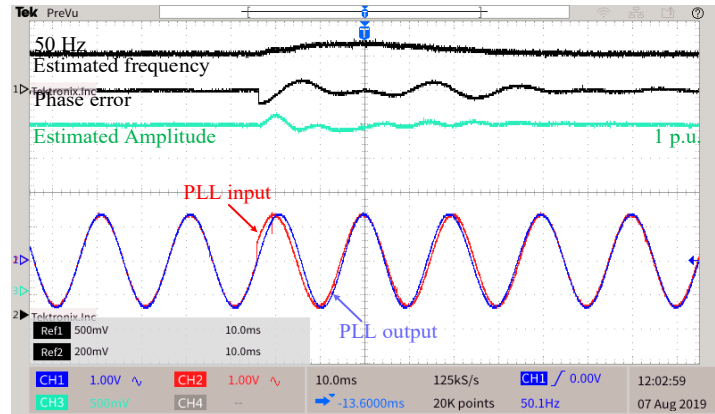 Tek PreVu
50 Hz
Estimated frequency
1
Tektronix.Inc
Phase error
Estimated Amplitude
1 p.u.
PLL input
1
3
2
Tektronix.Inc
PLL output
Ref1 500mV 10.0ms
Ref2 200mV 10.0ms
CH1 1.00V CH2 1.00V 10.0ms 125kS/s CH1 0.00V 12:02:59
CH3 500mV CH4 -- -13.6000ms 20K points 50.1Hz 07 Aug 2019